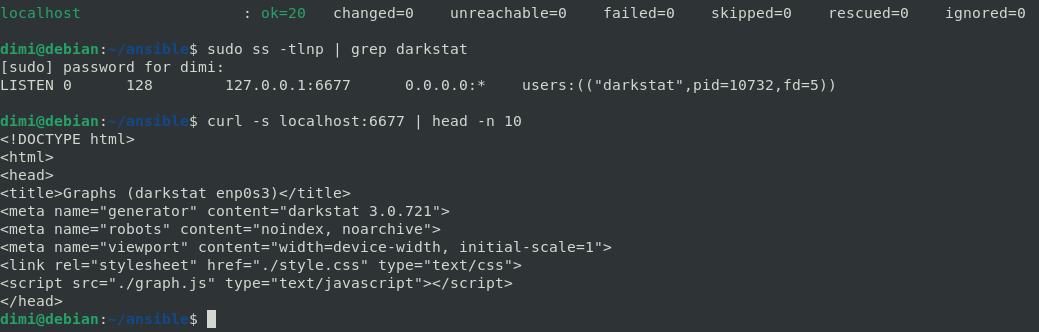 localhost                  : ok=20   changed=0    unreachable=0    failed=0    skipped=0    rescued=0    ignored=0
dimi@debian:~/ansible$ sudo ss -tlnp | grep darkstat
[sudo] password for dimi:
LISTEN 0      128        127.0.0.1:6677      0.0.0.0:*    users:(("darkstat",pid=10732,fd=5))
dimi@debian:~/ansible$ curl -s localhost:6677 | head -n 10
<!DOCTYPE html>
<html>
<head>
<title>Graphs (darkstat enp0s3)</title>
<meta name="generator" content="darkstat 3.0.721">
<meta name="robots" content="noindex, noarchive">
<meta name="viewport" content="width=device-width, initial-scale=1">
<link rel="stylesheet" href="./style.css" type="text/css">
<script src="./graph.js" type="text/javascript"></script>
</head>
dimi@debian:~/ansible$